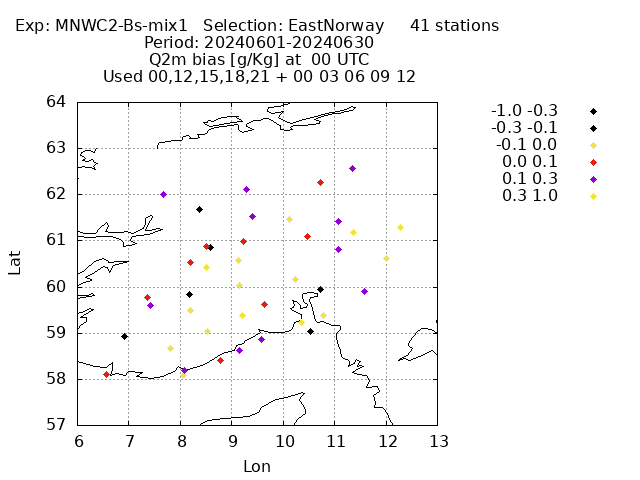 Exp: MNWC2-Bs-mix1   Selection: EastNorway     41 stations
Period: 20240601-20240630
Q2m bias [g/Kg] at  00 UTC
Used 00,12,15,18,21 + 00 03 06 09 12
-1.0 -0.3
-0.3 -0.1
-0.1 0.0
0.0 0.1
0.1 0.3
0.3 1.0
64
63
62
61
60
59
58
57
Lat
6 7 8 9 10 11 12 13
Lon